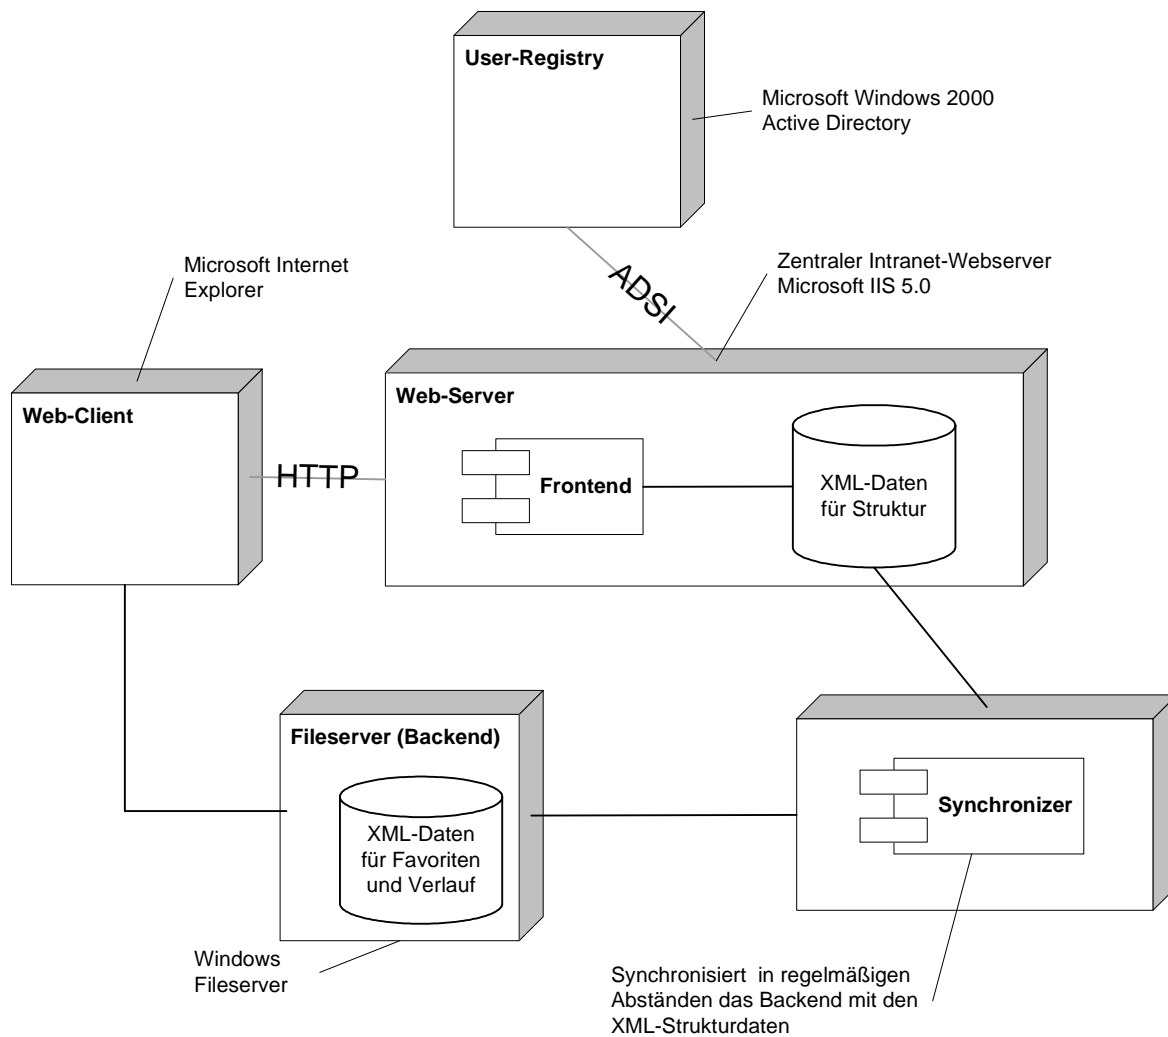 User-Registry
Microsoft Windows 2000
Active Directory
Microsoft Internet
Explorer
ADSI
Zentraler Intranet-Webserver
Microsoft IIS 5.0
Web-Client
HTTP
Web-Server
Frontend
XML-Daten
für Struktur
Fileserver (Backend)
XML-Daten
für Favoriten
und Verlauf
Synchronizer
Windows
Fileserver
Synchronisiert  in regelmäßigen
Abständen das Backend mit den
XML-Strukturdaten